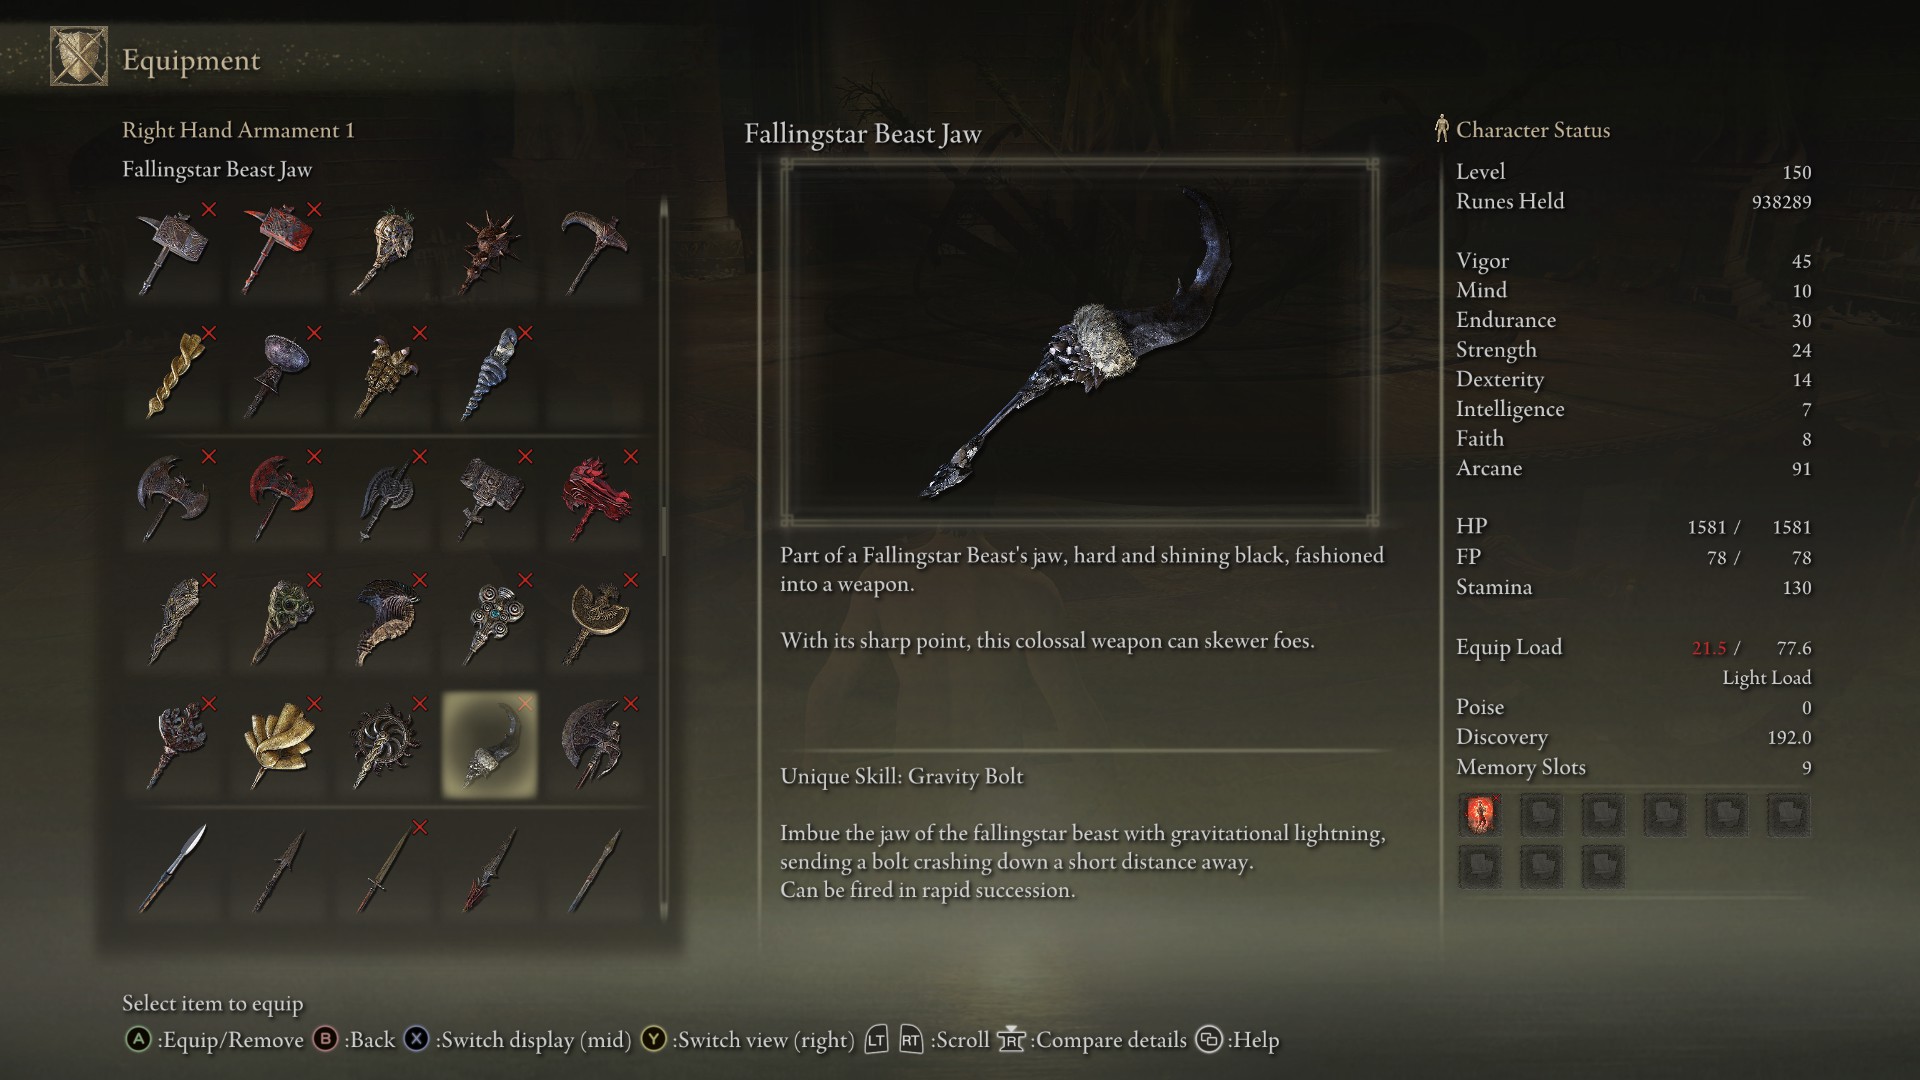 Equipment
Right Hand Armament 1
Fallingstar Beast Jaw
Fallingstar Beast Jaw
Part of a Fallingstar Beast's jaw, hard and shining black, fashioned
into a weapon.
With its sharp point, this colossal weapon can skewer foes.
Unique Skill: Gravity Bolt
Imbue the jaw of the fallingstar beast with gravitational lightning,
sending a bolt crashing down a short distance away.
Can be fired in rapid succession.
Character Status
Level 150
Runes Held 938289
Vigor 45
Mind 10
Endurance 30
Strength 24
Dexterity 14
Intelligence 7
Faith 8
Arcane 91
HP 1581 / 1581
FP 78 / 78
Stamina 130
Equip Load 21.5 / 77.6
Light Load
Poise 0
Discovery 192.0
Memory Slots 9
Select item to equip
A :Equip/Remove B :Back X :Switch display (mid) Y :Switch view (right) LT RT :Scroll R :Compare details :Help